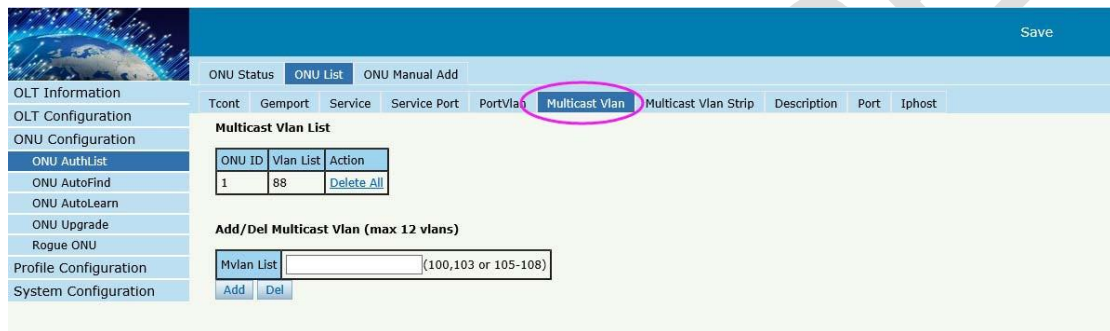 Save
ONU Status ONU List ONU Manual Add
OLT Information
OLT Configuration
ONU Configuration
ONU AuthList
ONU AutoFind
ONU AutoLearn
ONU Upgrade
Rogue ONU
Profile Configuration
System Configuration
Tcont Gemport Service Service Port PortVlan Multicast Vlan Multicast Vlan Strip Description Port Iphost
Multicast Vlan List
ONU ID Vlan List Action
1 88 Delete All
Add/Del Multicast Vlan (max 12 vlans)
Mvlan List (100,103 or 105-108)
Add Del